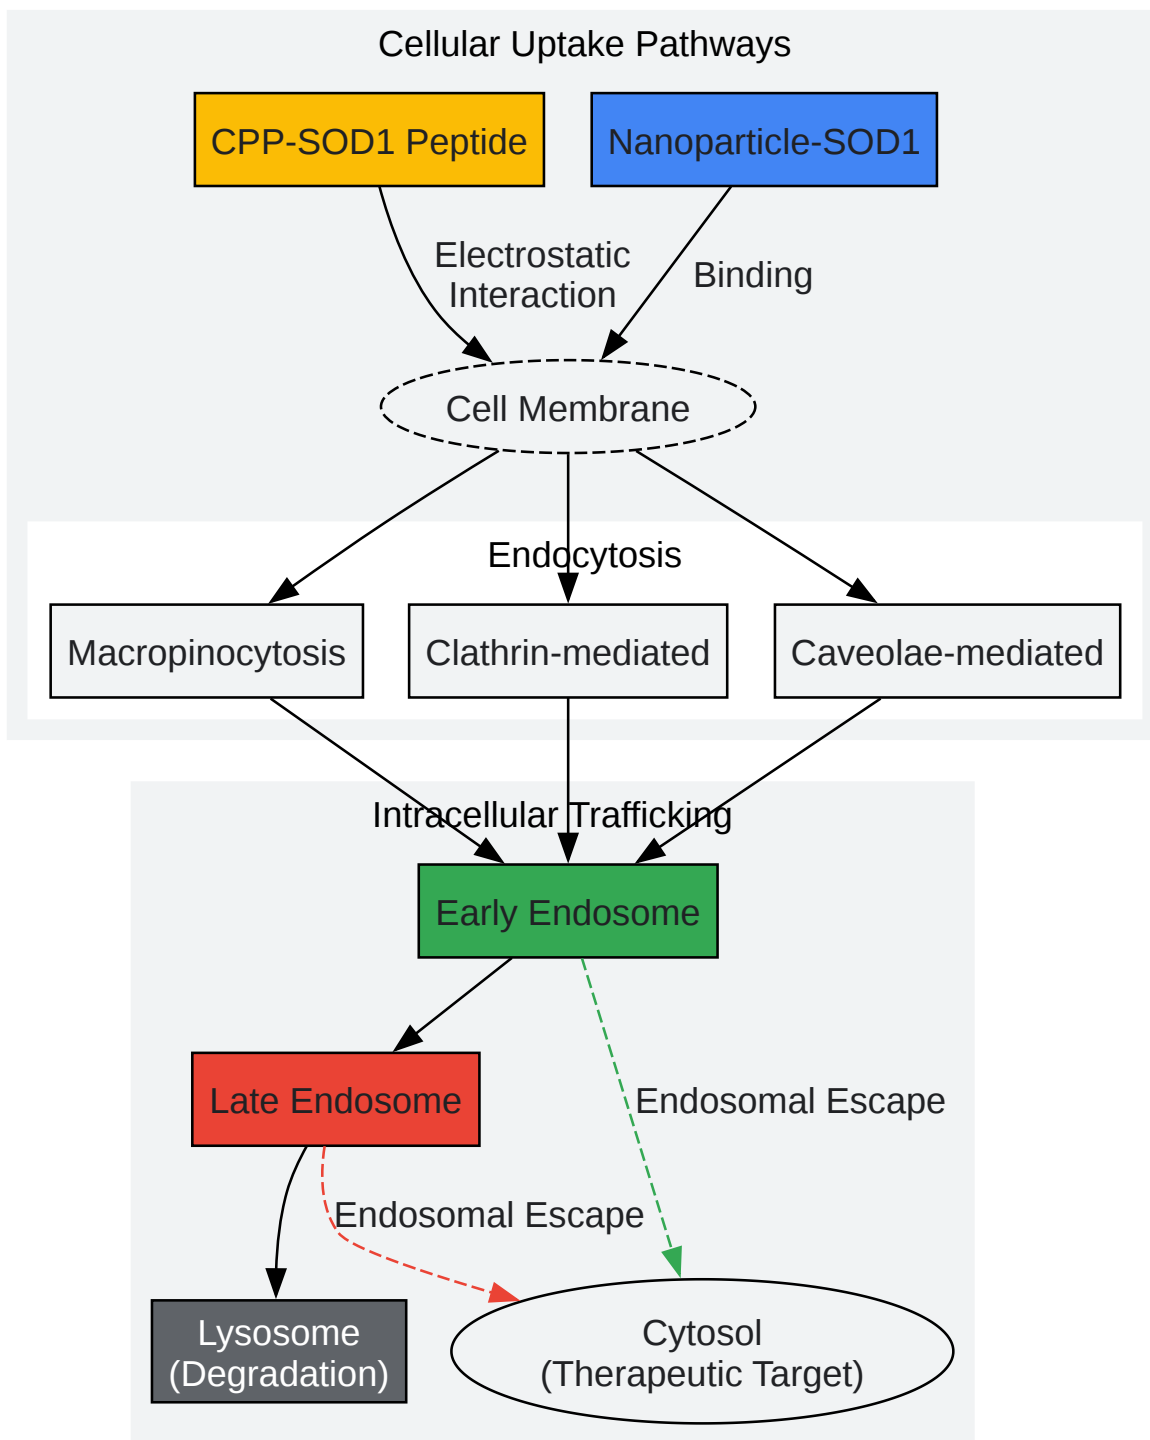 Cellular Uptake Pathways
CPP-SOD1 Peptide
Nanoparticle-SOD1
Electrostatic
Interaction
Binding
Cell Membrane
Endocytosis
Macropinocytosis
Clathrin-mediated
Caveolae-mediated
Intracellular Trafficking
Early Endosome
Late Endosome
Endosomal Escape
Endosomal Escape
Lysosome
(Degradation)
Cytosol
(Therapeutic Target)